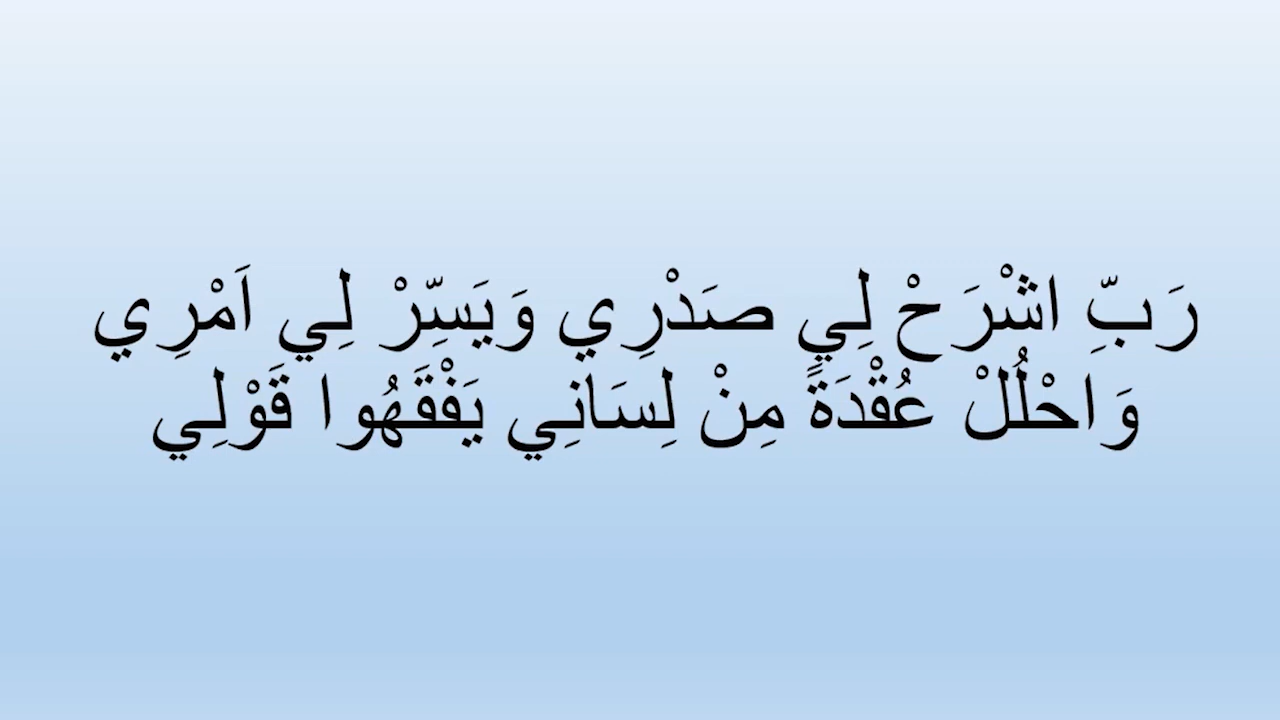 رَبِّ اشْرَحْ لِي صَدْرِي وَيَسِّرْ لِي اَمْرِي
وَاحْلُلْ عُقْدَةً مِنْ لِسَانِي يَفْقَهُوا قَوْلِي